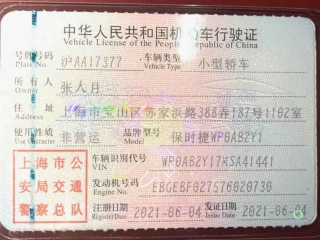 中华人民共和国机动车行驶证
Vehicle License of the People's Republic of China
号牌号码 沪AA17377 车辆类型 小型轿车
Plate No. Vehicle Type
所有人 张人月
Owner
住址 上海市宝山区苏家浜路388弄187号1102室
Address
使用性质 非营运 品牌型号 保时捷WP0AB2Y1
Use Character Model
上海市公
安局交通
警察总队
车辆识别代号
VIN
发动机号码 EBGEBF027576020730
Engine No.
注册日期 2021-06-04 发证日期 2021-06-04
Register Date Issue Date